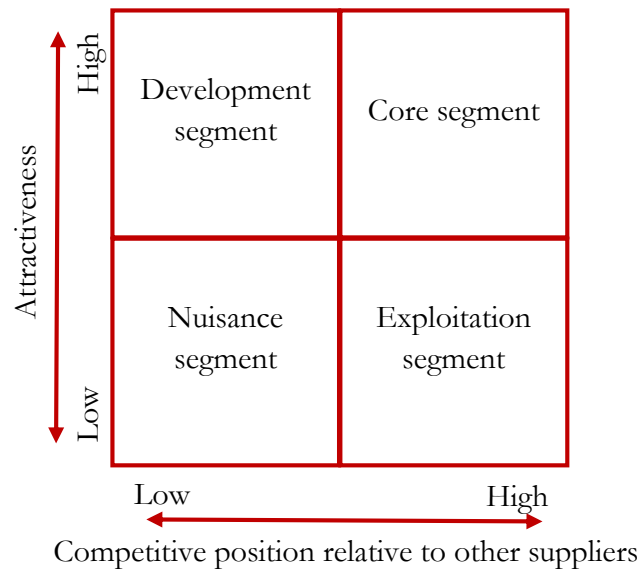 High
Development
segment
Core segment
Attractiveness
Nuisance
segment
Exploitation
segment
Low
Low
High
Competitive position relative to other suppliers